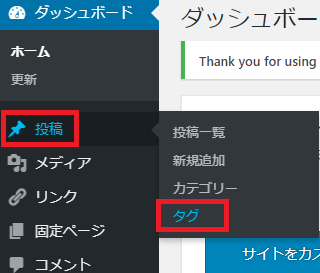 ダッシュボード
ホーム
更新
投稿
メディア
リンク
固定ページ
コメント
投稿一覧
新規追加
カテゴリー
タグ
ダッシュボー
Thank you for using
サイトをカス